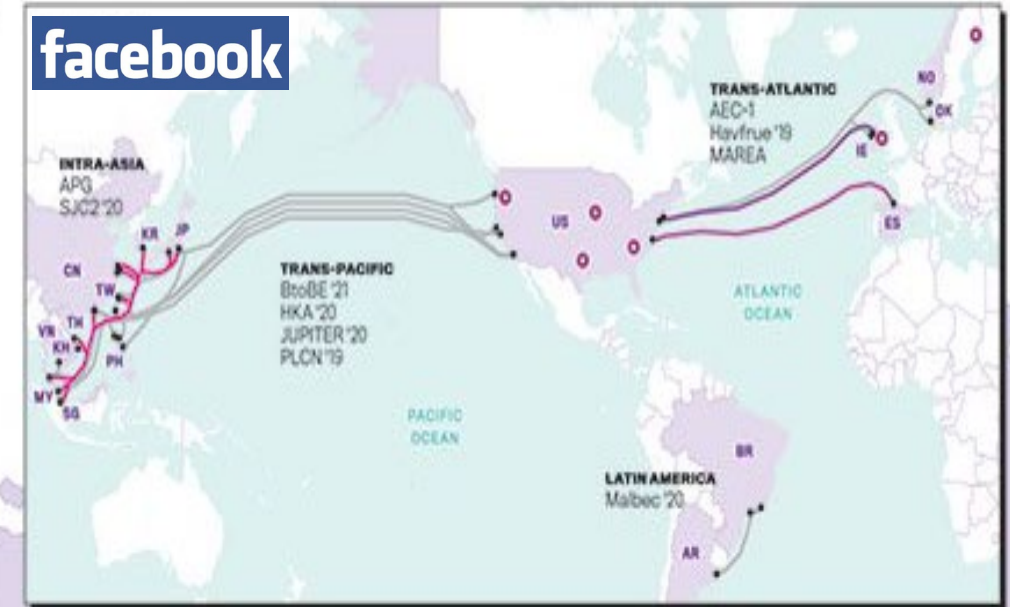 facebook
INTRA-ASIA
APG
SJC2 '20
TRANS-PACIFIC
BtoBE '21
HKA '20
JUPITER '20
PLCN '19
TRANS-ATLANTIC
AEC-1
Havfrue '19
MAREA
LATIN AMERICA
Malbec '20
KR
JP
CN
TW
TH
VN
KH
PH
MY
SG
US
NO
DK
IE
ES
BR
AR
PACIFIC
OCEAN
ATLANTIC
OCEAN